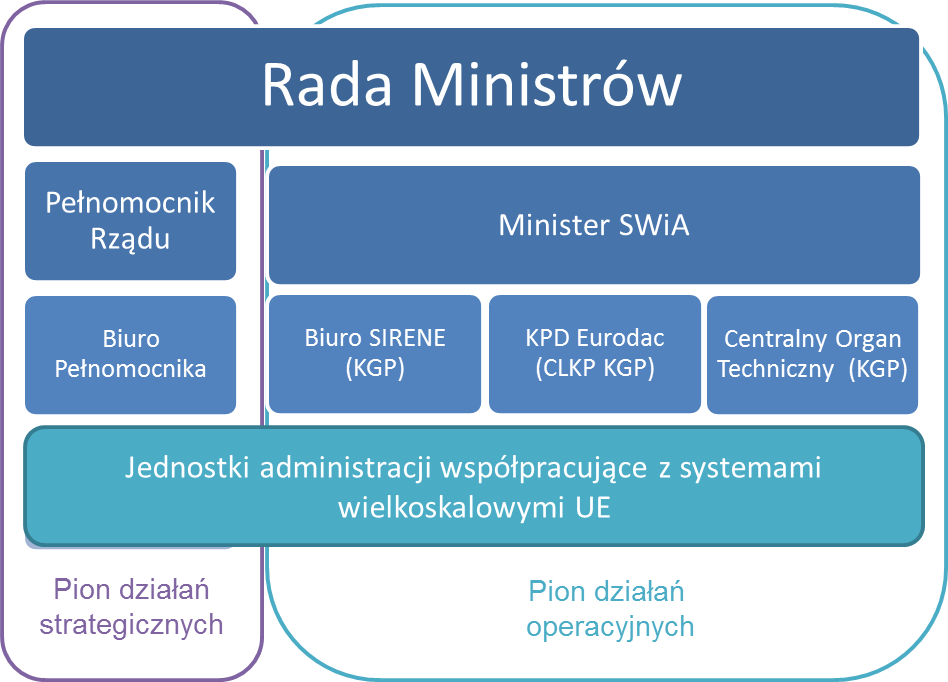 Rada Ministrów
Pełnomocnik
Rządu
Minister SWiA
Biuro
Pełnomocnika
Biuro SIRENE
(KGP)
KPD Eurodac
(CLKP KGP)
Centralny Organ
Techniczny (KGP)
Jednostki administracji współpracujące z systemami
wielkoskalowymi UE
Pion działań
strategicznych
Pion działań
operacyjnych